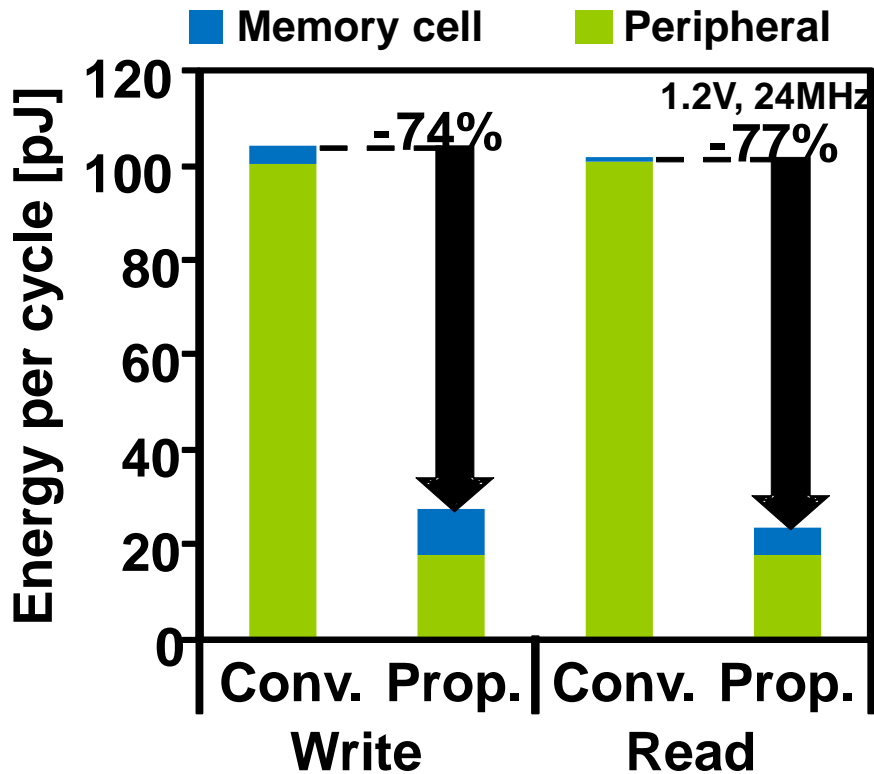 Memory cell Peripheral
Energy per cycle [pJ]
120
100
80
60
40
20
0
1.2V, 24MHz
-74%
-77%
Conv. Prop. Conv. Prop.
Write Read